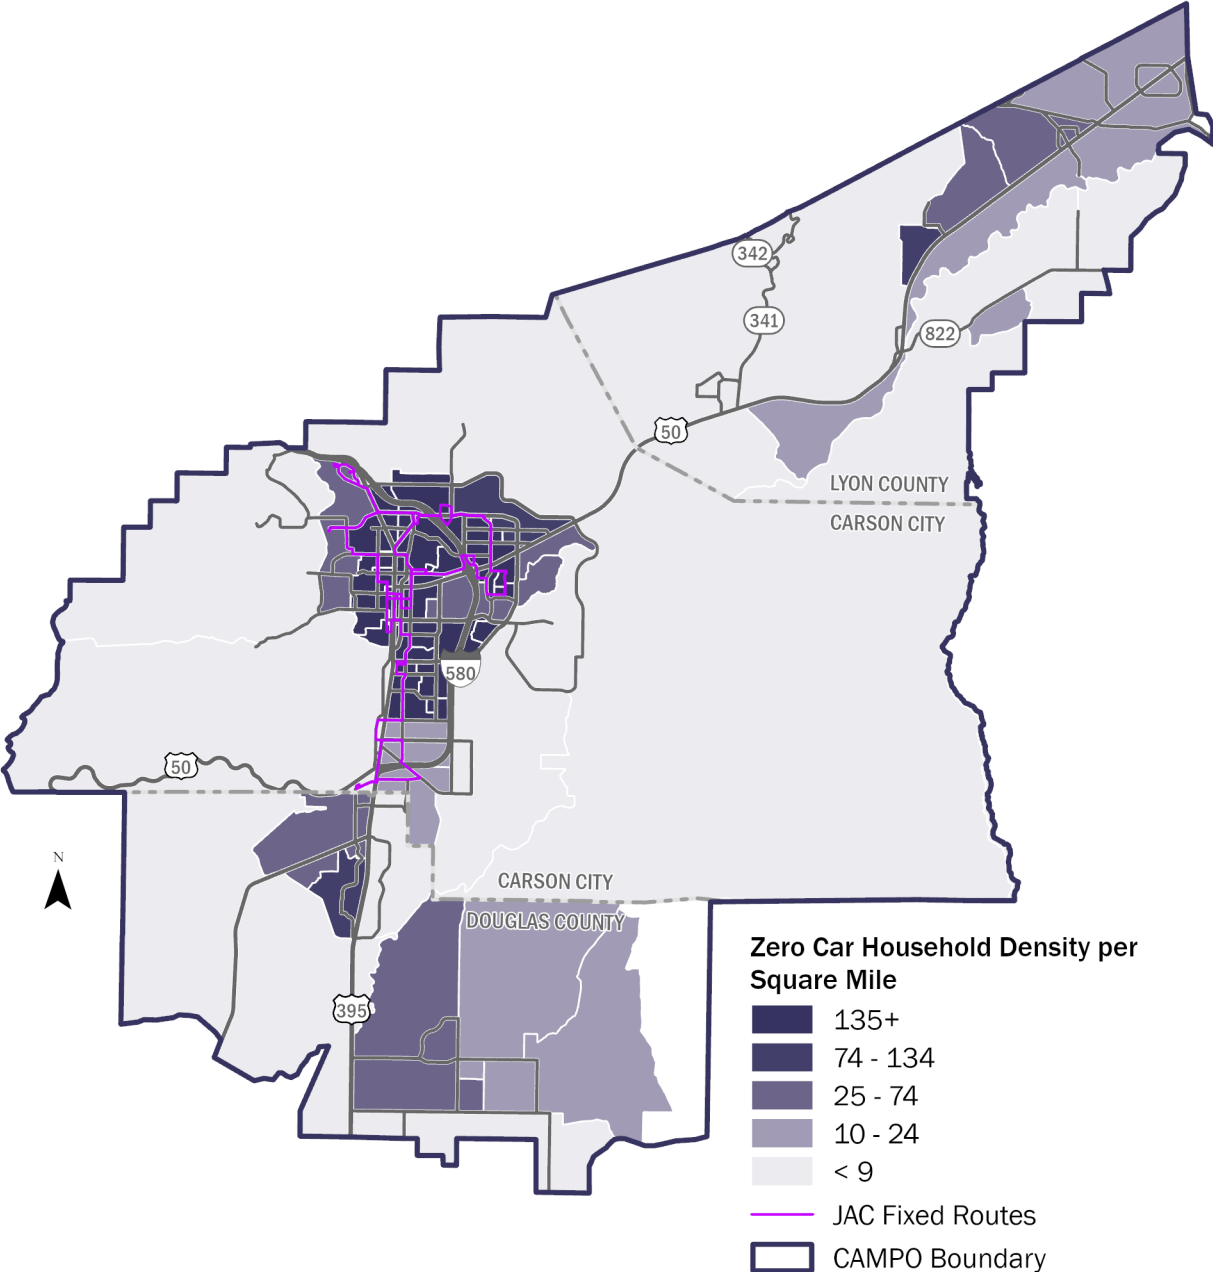 342
341
822
50
LYON COUNTY
CARSON CITY
580
50
N
CARSON CITY
DOUGLAS COUNTY
395
Zero Car Household Density per
Square Mile
135+
74 - 134
25 - 74
10 - 24
< 9
JAC Fixed Routes
CAMPO Boundary